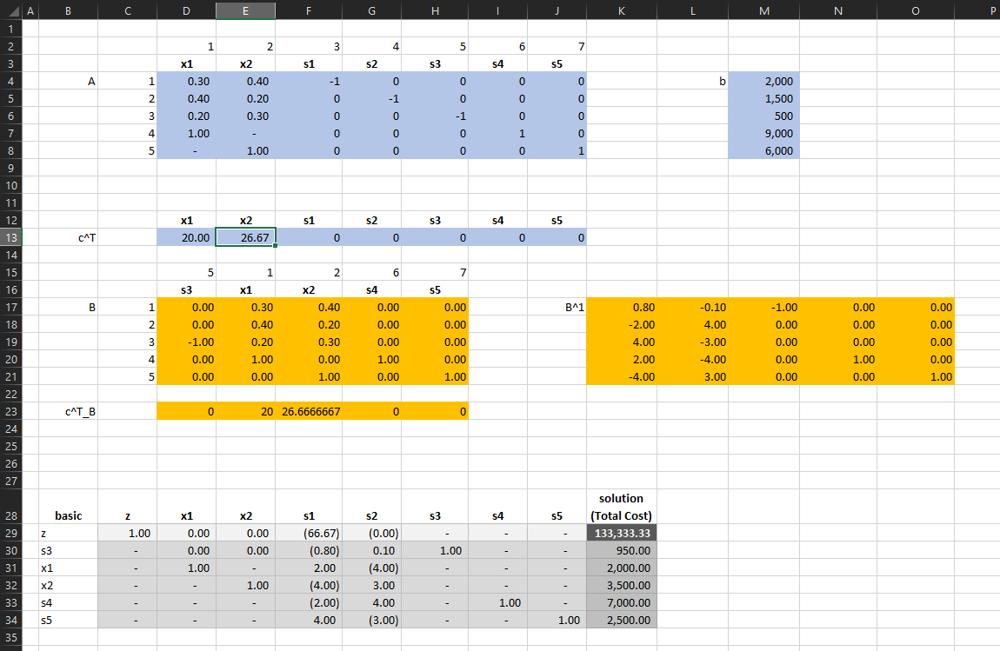 A B C D E F G H I J K L M N O P
1
2 1 2 3 4 5 6 7
3 x1 x2 s1 s2 s3 s4 s5
4 A 1 0.30 0.40 -1 0 0 0 0 b 2,000
5 2 0.40 0.20 0 -1 0 0 0 1,500
6 3 0.20 0.30 0 0 -1 0 0 500
7 4 1.00 - 0 0 0 1 0 9,000
8 5 - 1.00 0 0 0 0 1 6,000
9
10
11
12 x1 x2 s1 s2 s3 s4 s5
13 c^T 20.00 26.67 0 0 0 0 0
14
15 5 1 2 6 7
16 s3 x1 x2 s4 s5
17 B 1 0.00 0.30 0.40 0.00 0.00 B^1 0.80 -0.10 -1.00 0.00 0.00
18 2 0.00 0.40 0.20 0.00 0.00 -2.00 4.00 0.00 0.00 0.00
19 3 -1.00 0.20 0.30 0.00 0.00 4.00 -3.00 0.00 0.00 0.00
20 4 0.00 1.00 0.00 1.00 0.00 2.00 -4.00 0.00 1.00 0.00
21 5 0.00 0.00 1.00 0.00 1.00 -4.00 3.00 0.00 0.00 1.00
22
23 c^T_B 0 20 26.6666667 0 0
24
25
26
27
solution
28 basic z x1 x2 s1 s2 s3 s4 s5 (Total Cost)
29 z 1.00 0.00 0.00 (66.67) (0.00) - - - 133,333.33
30 s3 - 0.00 0.00 (0.80) 0.10 1.00 - - 950.00
31 x1 - 1.00 - 2.00 (4.00) - - - 2,000.00
32 x2 - - 1.00 (4.00) 3.00 - - - 3,500.00
33 s4 - - - (2.00) 4.00 - 1.00 - 7,000.00
34 s5 - - - 4.00 (3.00) - - 1.00 2,500.00
35